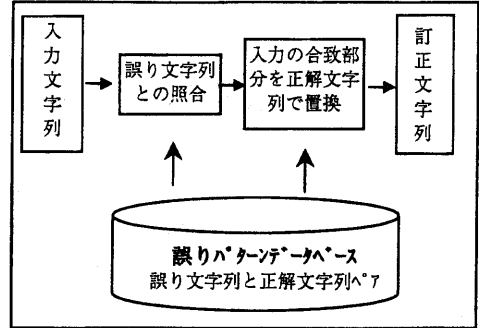 入力文字列
誤り文字列
との照合
入力の合致部
分を正解文字
列で置換
訂正文字列
誤りﾊﾟﾀｰﾝﾃﾞｰﾀﾍﾞｰｽ
誤り文字列と正解文字列ﾍﾟｱ